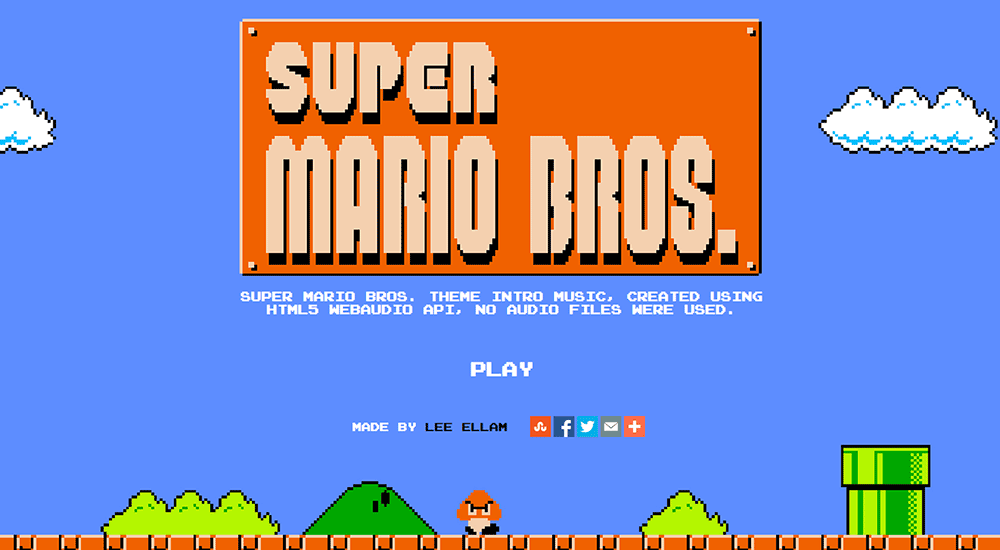 SUPER
MARIO BROS.
SUPER MARIO BROS. THEME INTRO MUSIC, CREATED USING
HTML5 WEBAUDIO API, NO AUDIO FILES WERE USED.
PLAY
MADE BY LEE ELLAM